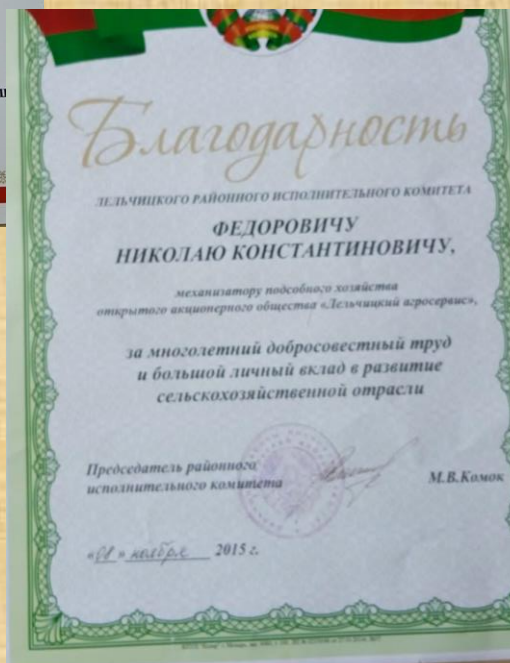 Благодарность
ЛЕЛЬЧИЦКОГО РАЙОННОГО ИСПОЛНИТЕЛЬНОГО КОМИТЕТА
ФЕДОРОВИЧУ
НИКОЛАЮ КОНСТАНТИНОВИЧУ,
механизатору подсобного хозяйства
открытого акционерного общества «Лельчицкий агросервис»,
за многолетний добросовестный труд
и большой личный вклад в развитие
сельскохозяйственной отрасли
Председатель районного
исполнительного комитета
М.В.Комок
ноября 2015 г.